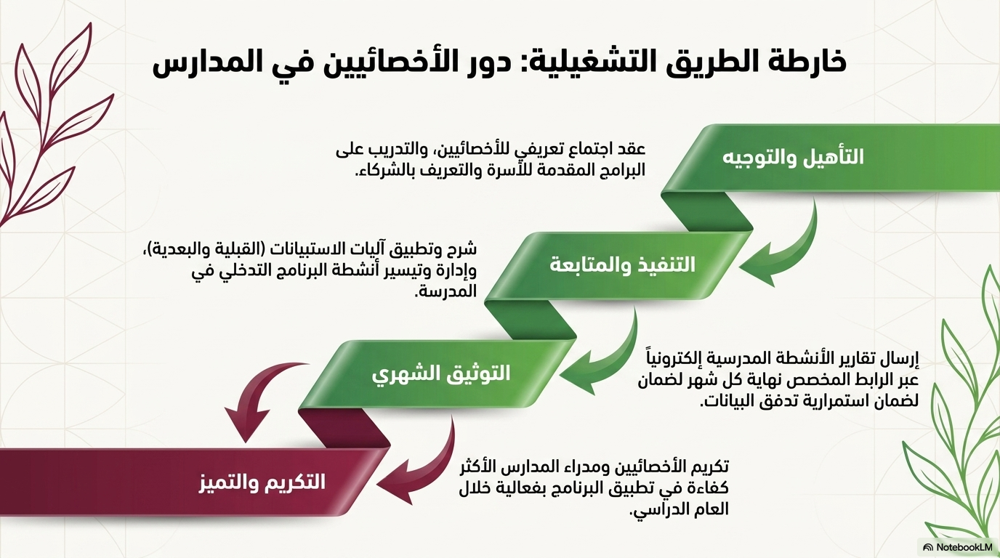 خارطة الطريق التشغيلية: دور الأخصائيين في المدارس
التأهيل والتوجيه
عقد اجتماع تعريفي للأخصائيين، والتدريب على
البرامج المقدمة للأسرة والتعريف بالشركاء.
التنفيذ والمتابعة
شرح وتطبيق آليات الاستبيانات (القبلية والبعدية)،
وإدارة وتيسير أنشطة البرنامج التدخلي في
المدرسة.
التوثيق الشهري
إرسال تقارير الأنشطة المدرسية إلكترونياً
عبر الرابط المخصص نهاية كل شهر لضمان
لضمان استمرارية تدفق البيانات.
التكريم والتميز
تكريم الأخصائيين ومدراء المدارس الأكثر
كفاءة في تطبيق البرنامج بفعالية خلال
العام الدراسي.
NotebookLM